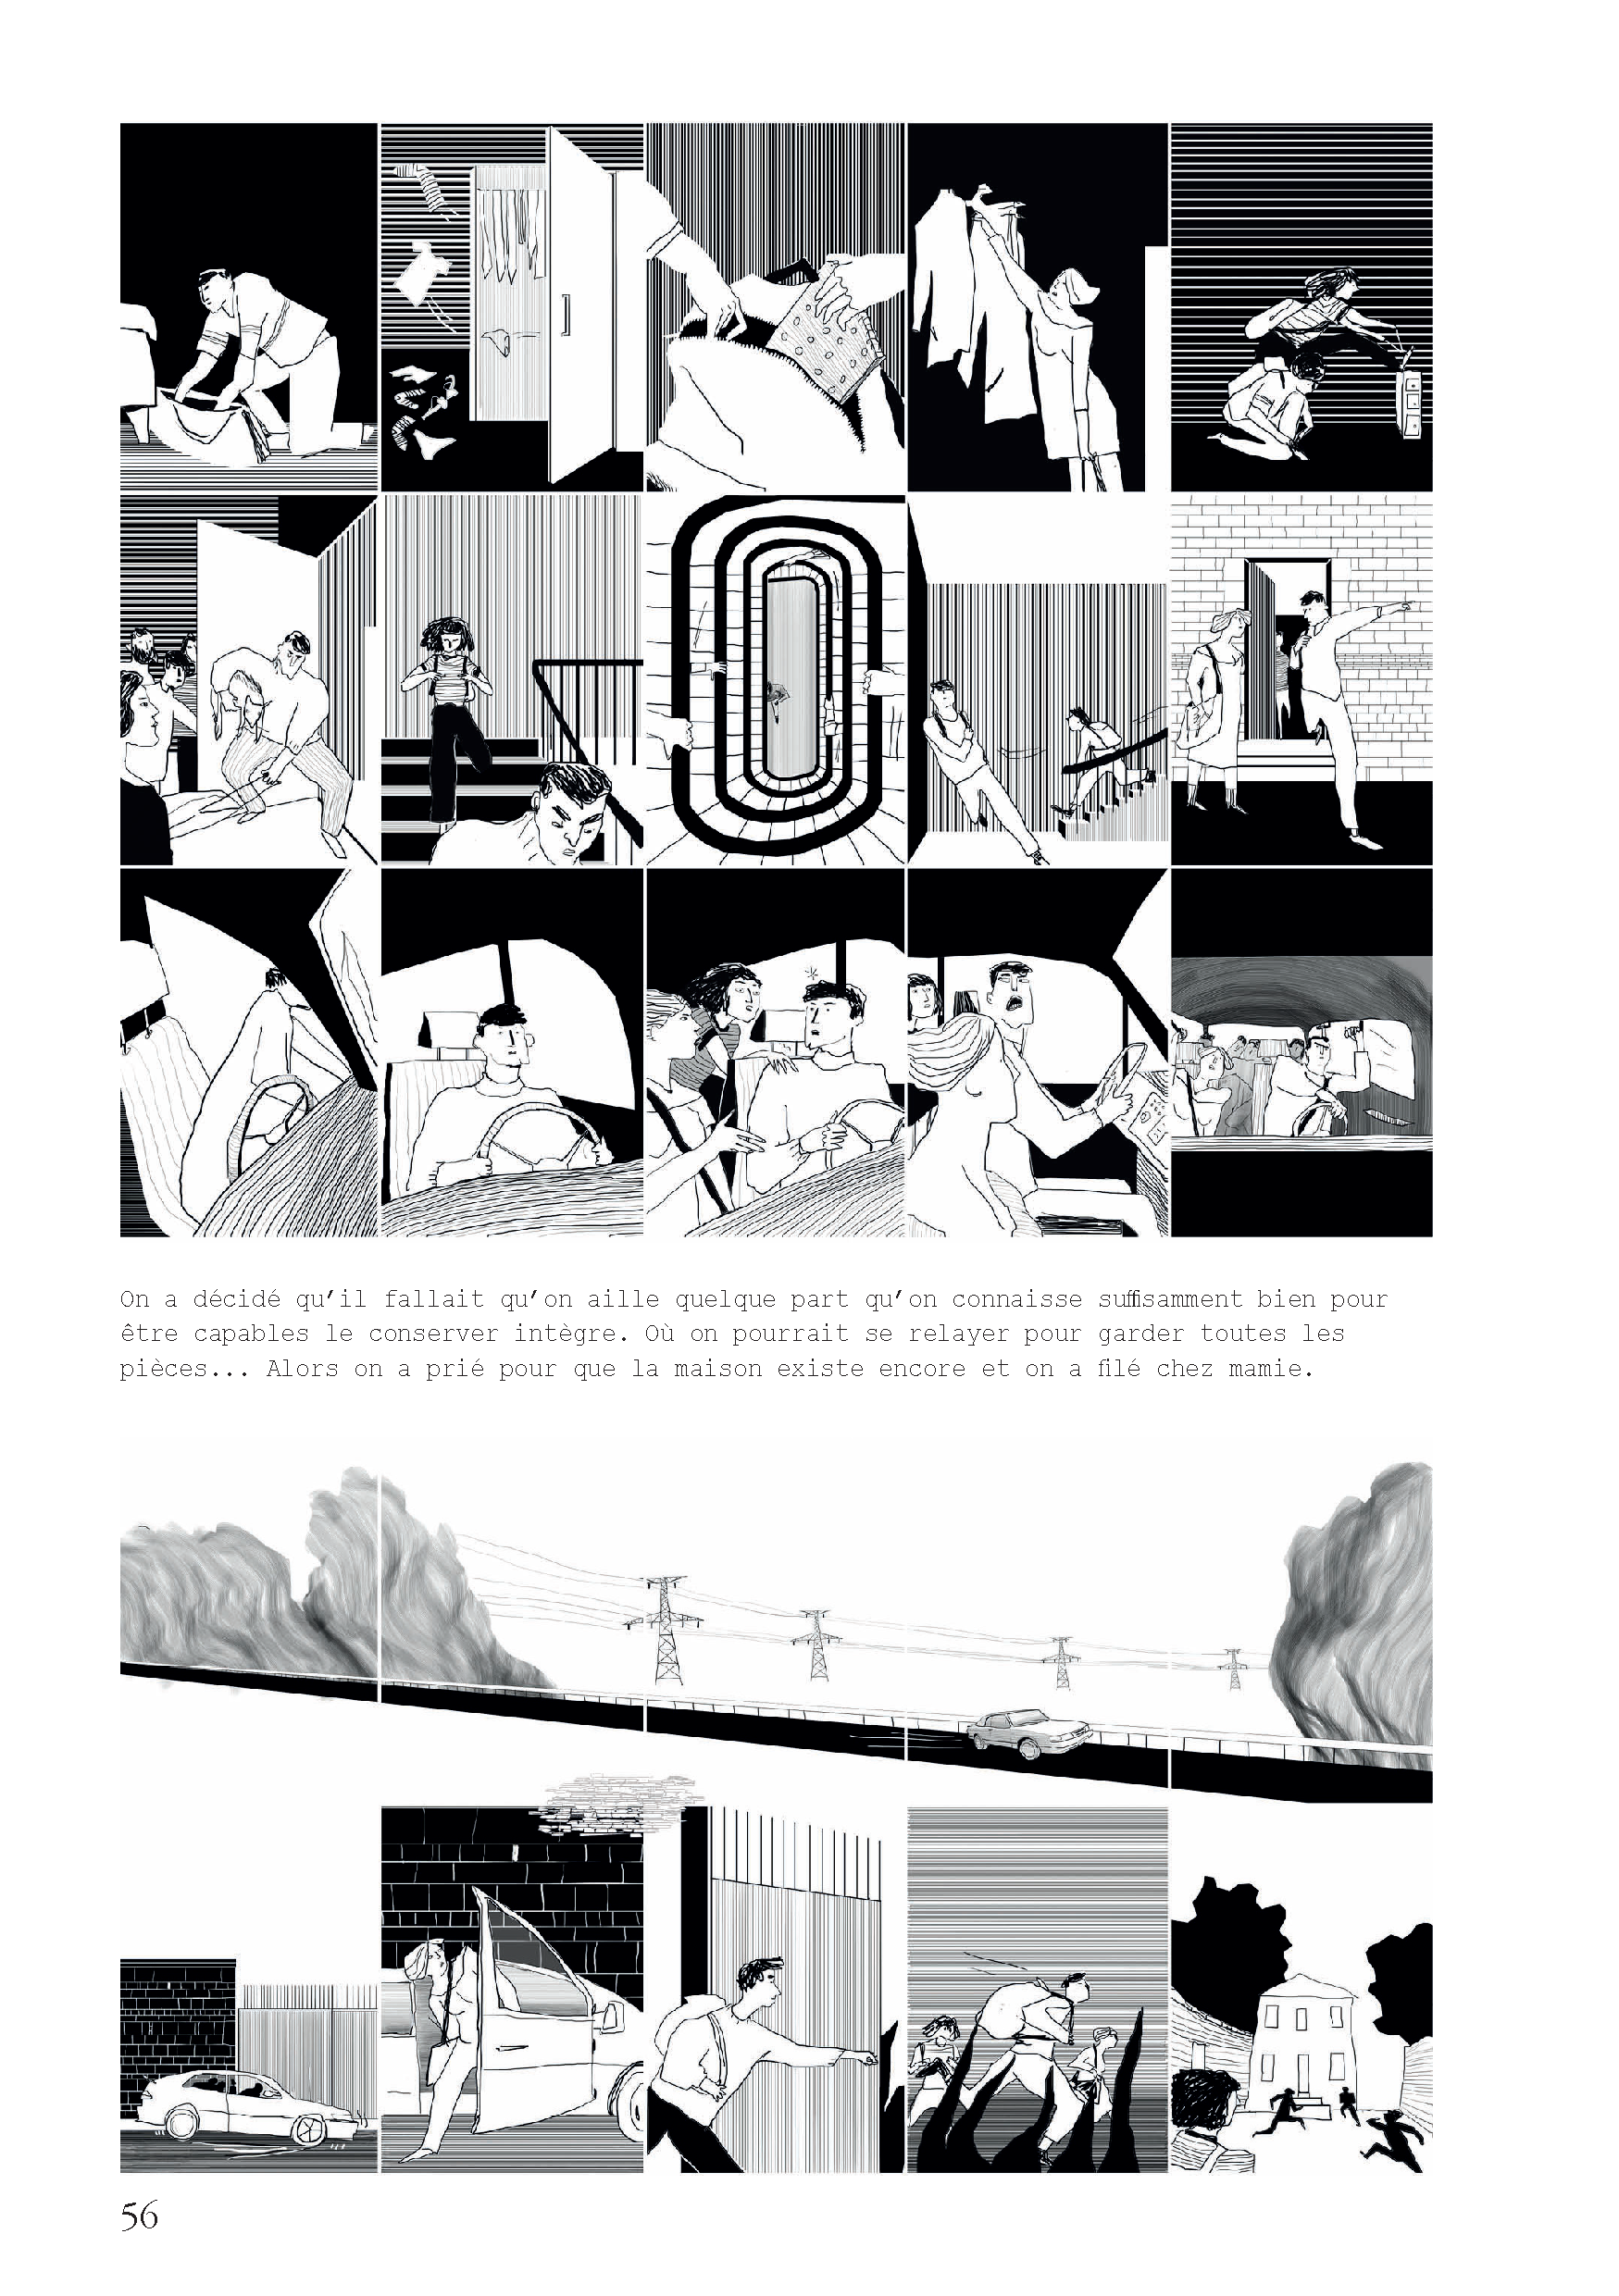 On a décidé qu’il fallait qu’on aille quelque part qu’on connaisse suffisamment bien pour
être capables le conserver intègre. Où on pourrait se relayer pour garder toutes les
pièces... Alors on a prié pour que la maison existe encore et on a filé chez mamie.
56